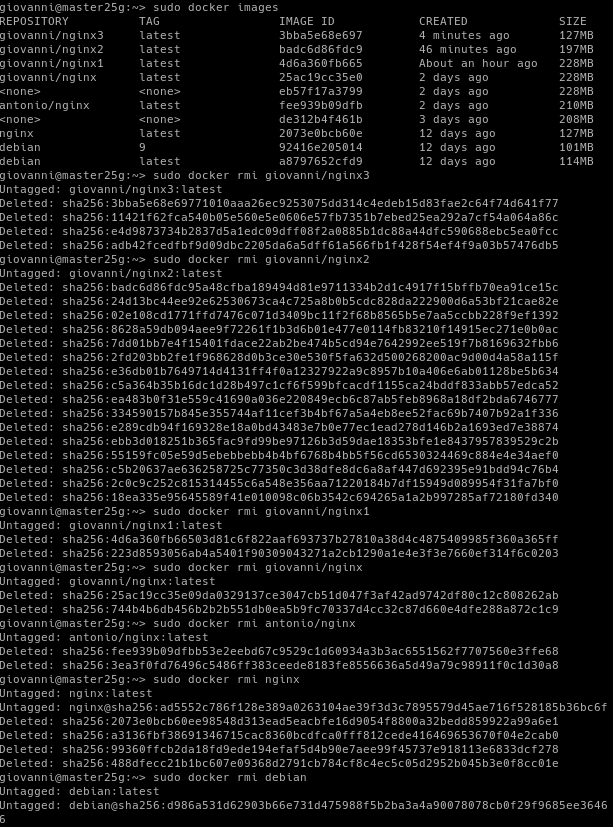 giovanni@master25g:~> sudo docker images
REPOSITORY          TAG                 IMAGE ID            CREATED             SIZE
giovanni/nginx3     latest              3bba5e68e697        4 minutes ago       127MB
giovanni/nginx2     latest              badc6d86fdc9        46 minutes ago      197MB
giovanni/nginx1     latest              4d6a360fb665        About an hour ago   228MB
giovanni/nginx      latest              25ac19cc35e0        2 days ago          228MB
<none>              <none>              eb57f17a3799        2 days ago          228MB
antonio/nginx       latest              fee939b09dfb        2 days ago          210MB
<none>              <none>              de312b4f461b        3 days ago          208MB
nginx               latest              2073e0bcb60e        12 days ago         127MB
debian              9                   92416e205014        12 days ago         101MB
debian              latest              a8797652cfd9        12 days ago         114MB
giovanni@master25g:~> sudo docker rmi giovanni/nginx3
Untagged: giovanni/nginx3:latest
Deleted: sha256:3bba5e68e69771010aaa26ec9253075dd314c4edeb15d83fae2c64f74d641f77
Deleted: sha256:11421f62fca540b05e560e5e0606e57fb7351b7ebed25ea292a7cf54a064a86c
Deleted: sha256:e4d9873734b2837d5a1edc09dff08f2a0885b1dc88a44dfc590688ebc5ea0fcc
Deleted: sha256:adb42fcedfbf9d09dbc2205da6a5dff61a566fb1f428f54ef4f9a03b57476db5
giovanni@master25g:~> sudo docker rmi giovanni/nginx2
Untagged: giovanni/nginx2:latest
Deleted: sha256:badc6d86fdc95a48cfba189494d81e9711334b2d1c4917f15bffb70ea91ce15c
Deleted: sha256:24d13bc44ee92e62530673ca4c725a8b0b5cdc828da222900d6a53bf21cae82e
Deleted: sha256:02e108cd1771ffd7476c071d3409bc11f2f68b8565b5e7aa5ccbb228f9ef1392
Deleted: sha256:8628a59db094aee9f72261f1b3d6b01e477e0114fb83210f14915ec271e0b0ac
Deleted: sha256:7dd01bb7e4f15401fdace22ab2be474b5cd94e7642992ee519f7b8169632fbb6
Deleted: sha256:2fd203bb2fe1f968628d0b3ce30e530f5fa632d500268200ac9d00d4a58a115f
Deleted: sha256:e36db01b7649714d4131ff4f0a12327922a9c8957b10a406e6ab01128be5b634
Deleted: sha256:c5a364b35b16dc1d28b497c1cf6f599bfcacdf1155ca24bddf833abb57edca52
Deleted: sha256:ea483b0f31e559c41690a036e220849ecb6c87ab5feb8968a18df2bda6746777
Deleted: sha256:334590157b845e355744af11cef3b4bf67a5a4eb8ee52fac69b7407b92a1f336
Deleted: sha256:e289cdb94f169328e18a0bd43483e7b0e77ec1ead278d146b2a1693ed7e38874
Deleted: sha256:ebb3d018251b365fac9fd99be97126b3d59dae18353bfe1e8437957839529c2b
Deleted: sha256:55159fc05e59d5ebebbebb4b4bf6768b4bb5f56cd6530324469c884e4e34aef0
Deleted: sha256:c5b20637ae636258725c77350c3d38dfe8dc6a8af447d692395e91bdd94c76b4
Deleted: sha256:2c0c9c252c815314455c6a548e356aa71220184b7df15949d089954f31fa7bf0
Deleted: sha256:18ea335e95645589f41e010098c06b3542c694265a1a2b997285af72180fd340
giovanni@master25g:~> sudo docker rmi giovanni/nginx1
Untagged: giovanni/nginx1:latest
Deleted: sha256:4d6a360fb66503d81c6f822aaf693737b27810a38d4c4875409985f360a365ff
Deleted: sha256:223d8593056ab4a5401f90309043271a2cb1290a1e4e3f3e7660ef314f6c0203
giovanni@master25g:~> sudo docker rmi giovanni/nginx
Untagged: giovanni/nginx:latest
Deleted: sha256:25ac19cc35e09da0329137ce3047cb51d047f3af42ad9742df80c12c808262ab
Deleted: sha256:744b4b6db456b2b2b551db0ea5b9fc70337d4cc32c87d660e4dfe288a872c1c9
giovanni@master25g:~> sudo docker rmi antonio/nginx
Untagged: antonio/nginx:latest
Deleted: sha256:fee939b09dfbb53e2eebd67c9529c1d60934a3b3ac6551562f7707560e3ffe68
Deleted: sha256:3ea3f0fd76496c5486ff383ceede8183fe8556636a5d49a79c98911f0c1d30a8
giovanni@master25g:~> sudo docker rmi nginx
Untagged: nginx:latest
Untagged: nginx@sha256:ad5552c786f128e389a0263104ae39f3d3c7895579d45ae716f528185b36bc6f
Deleted: sha256:2073e0bcb60ee98548d313ead5eacbfe16d9054f8800a32bedd859922a99a6e1
Deleted: sha256:a3136fbf38691346715cac8360bcdfca0fff812cede416469653670f04e2cab0
Deleted: sha256:99360ffcb2da18fd9ede194efaf5d4b90e7aee99f45737e918113e6833dcf278
Deleted: sha256:488dfecc21b1bc607e09368d2791cb784cf8c4ec5c05d2952b045b3e0f8cc01e
giovanni@master25g:~> sudo docker rmi debian
Untagged: debian:latest
Untagged: debian@sha256:d986a531d62903b66e731d475988f5b2ba3a4a90078078cb0f29f9685ee3646
6